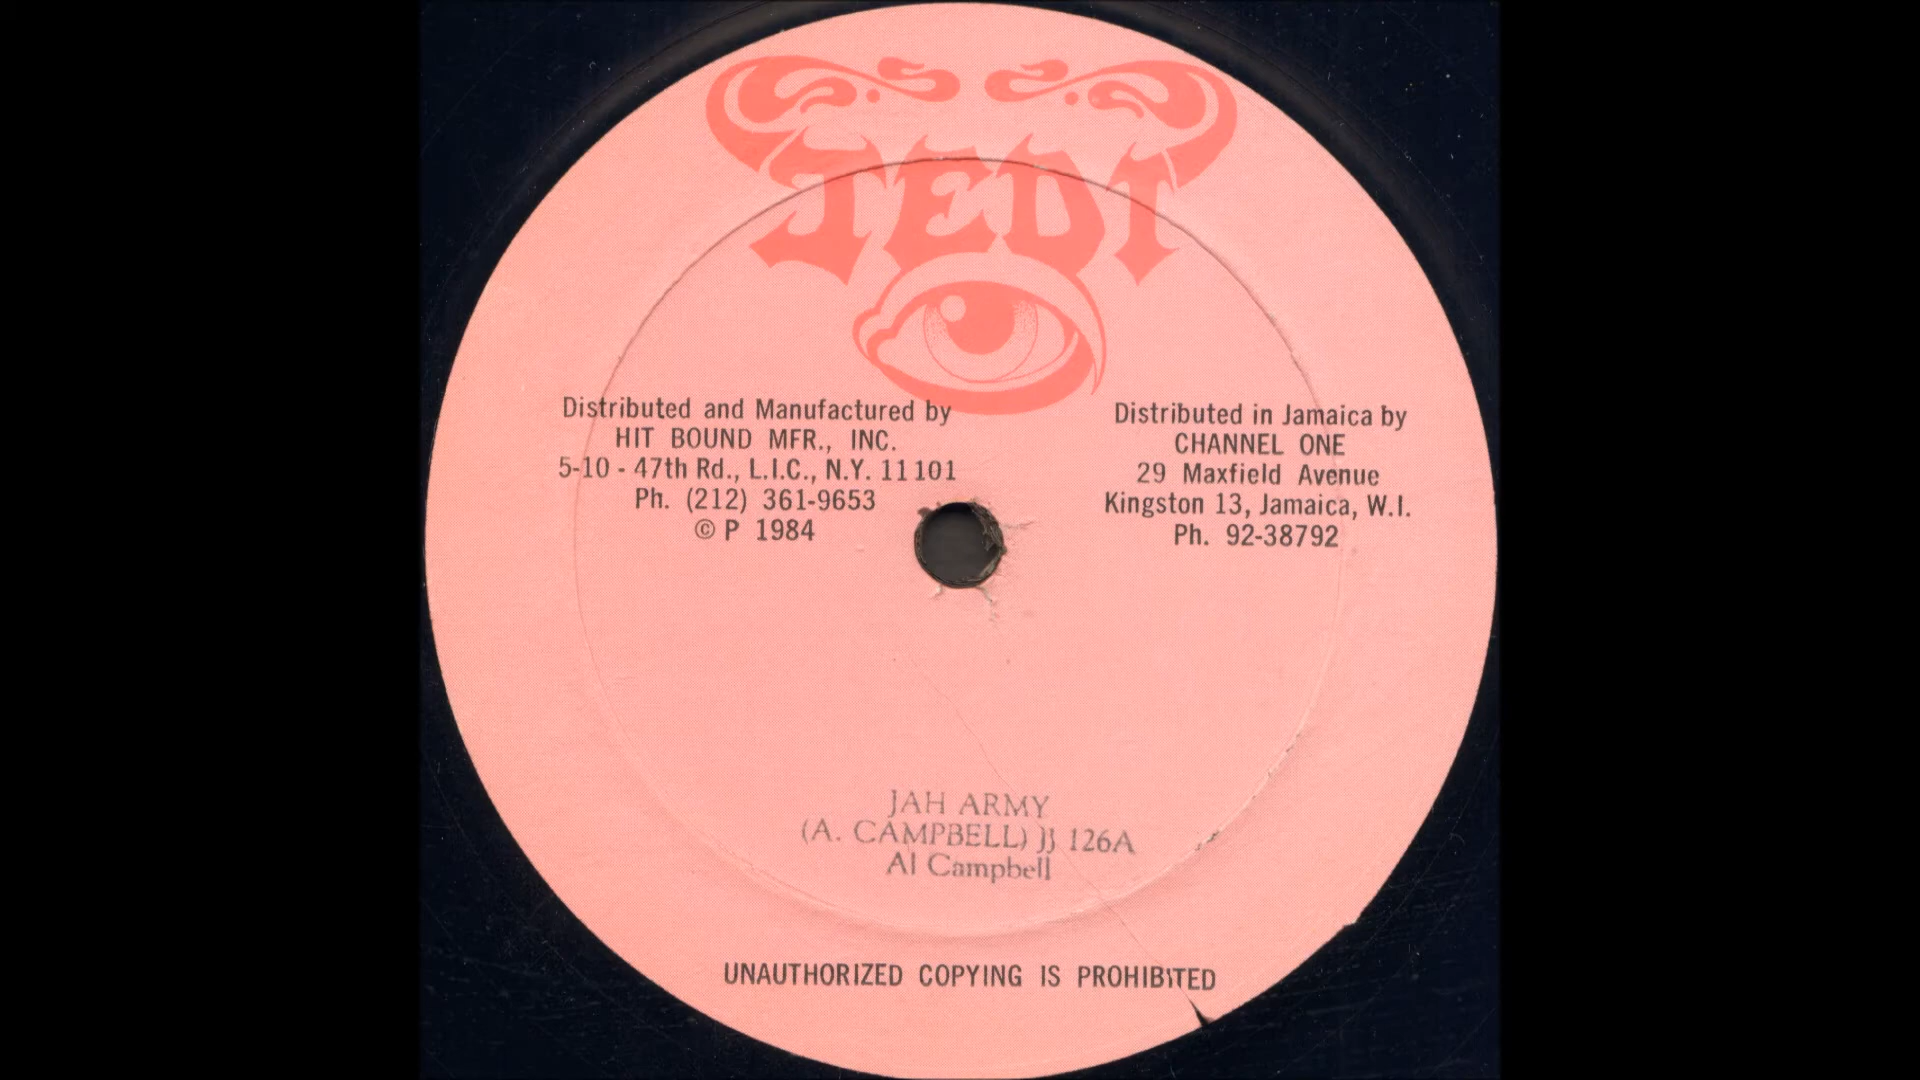 JEDI
Distributed and Manufactured by
HIT BOUND MFR., INC.
5-10 - 47th Rd., L.I.C., N.Y. 11101
Ph. (212) 361-9653
© P 1984
Distributed in Jamaica by
CHANNEL ONE
29 Maxfield Avenue
Kingston 13, Jamaica, W.I.
Ph. 92-38792
JAH ARMY
(A. CAMPBELL) JJ 126A
Al Campbell
UNAUTHORIZED COPYING IS PROHIBITED